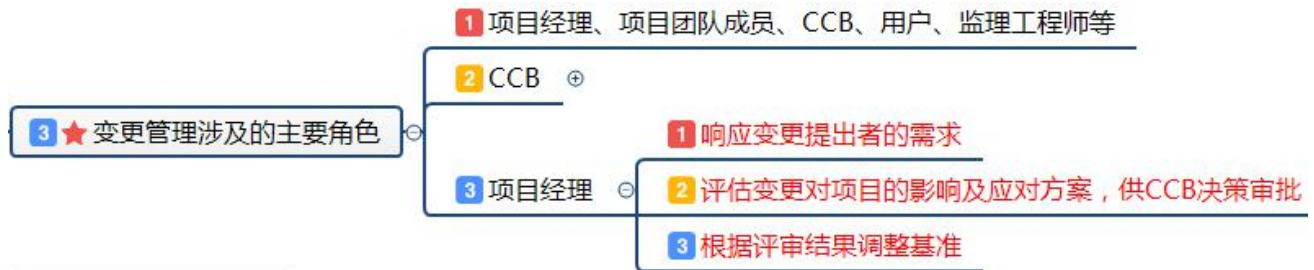 1 项目经理、项目团队成员、CCB、用户、监理工程师等
2 CCB
3 变更管理涉及的主要角色
1 响应变更提出者的需求
3 项目经理
2 评估变更对项目的影响及应对方案，供CCB决策审批
3 根据评审结果调整基准